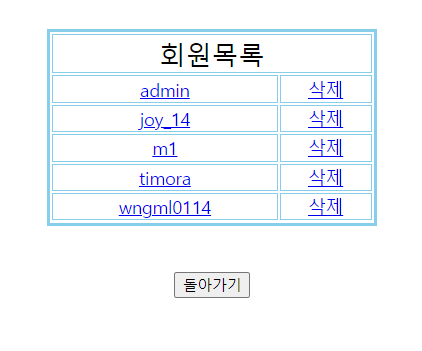 회원목록
admin 삭제
joy_14 삭제
m1 삭제
timora 삭제
wngml0114 삭제
돌아가기